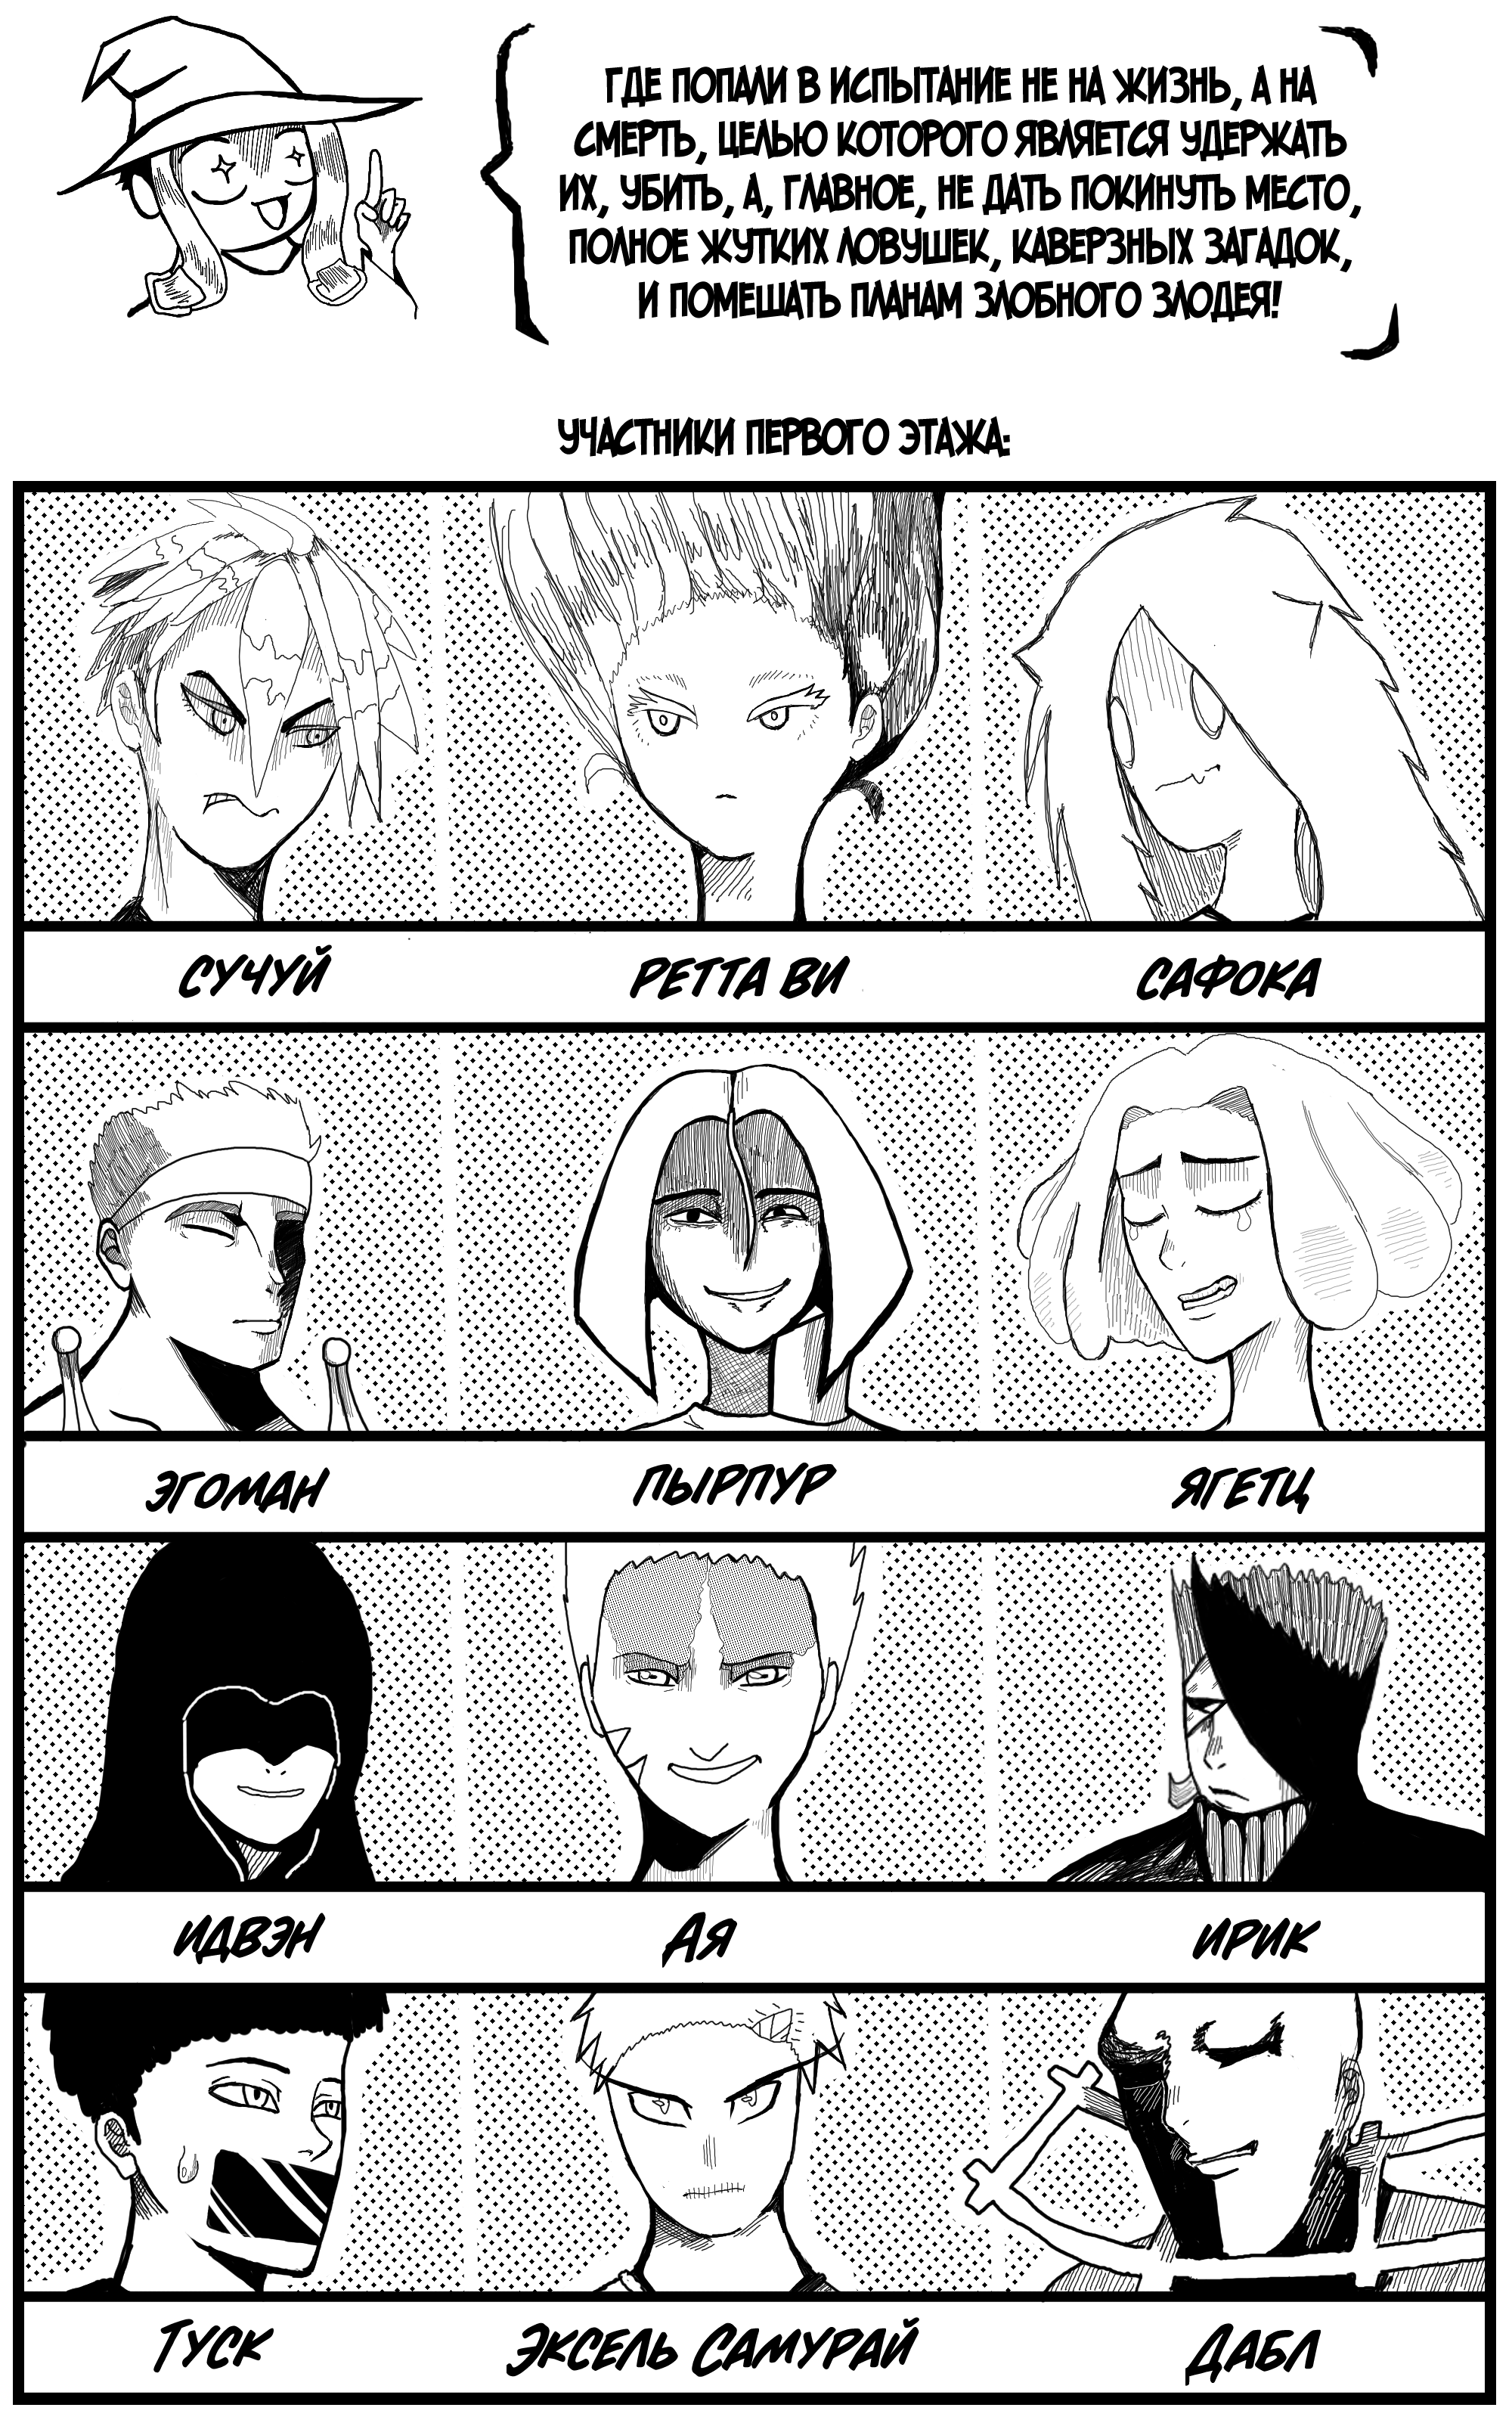 ГДЕ ПОПАЛИ В ИСПЫТАНИЕ НЕ НА ЖИЗНЬ, А НА
СМЕРТЬ, ЦЕЛЬЮ КОТОРОГО ЯВЛЯЕТСЯ УДЕРЖАТЬ
ИХ, УБИТЬ, А, ГЛАВНОЕ, НЕ ДАТЬ ПОКИНУТЬ МЕСТО,
ПОЛНОЕ ЖУТКИХ ЛОВУШЕК, КАВЕРЗНЫХ ЗАГАДОК,
И ПОМЕШАТЬ ПЛАНАМ ЗЛОБНОГО ЗЛОДЕЯ!
УЧАСТНИКИ ПЕРВОГО ЭТАЖА:
СУЧУЙ
РЕТТА ВИ
САФОКА
ЭГОМАН
ПЫРПУР
ЯГЕТЦ
ИДВЭН
АЯ
ИРИК
ТУСК
ЭКСЕЛЬ САМУРАЙ
ДАБЛ